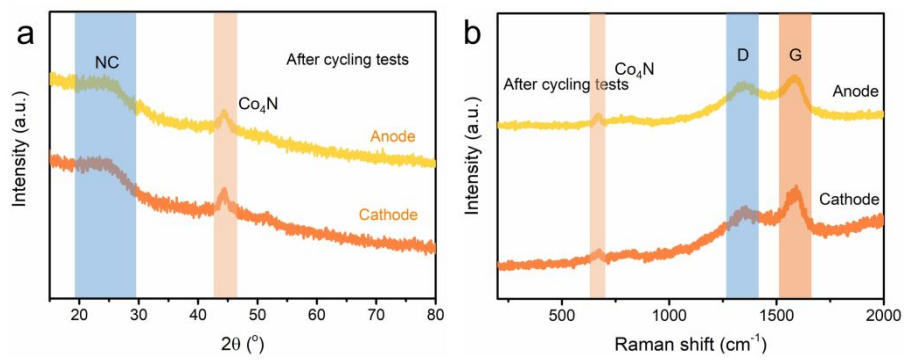 a
NC
After cycling tests
Co₄N
Anode
Cathode
Intensity (a.u.)
20 30 40 50 60 70 80
2θ (°)
b
D G
Co₄N
After cycling tests
Anode
Cathode
Intensity (a.u.)
500 1000 1500 2000
Raman shift (cm⁻¹)